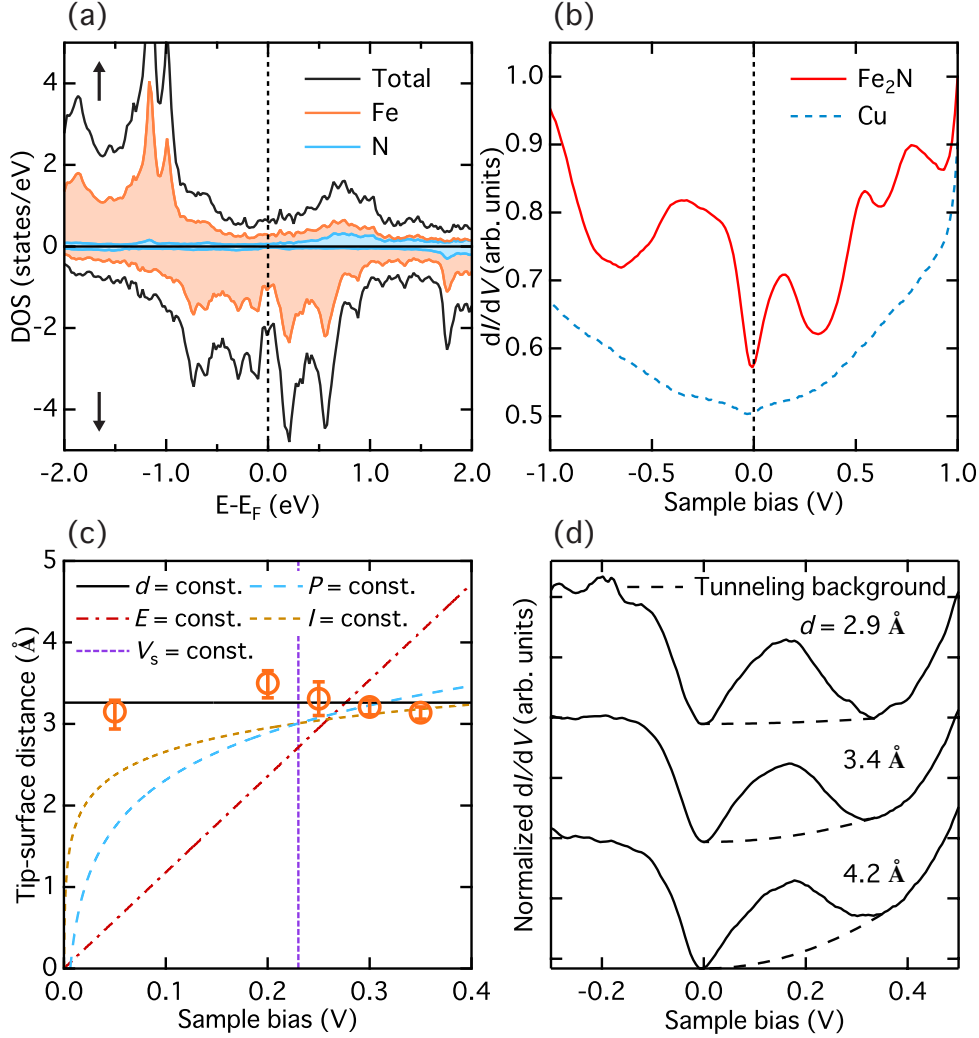 (a)
DOS (states/eV)
4
2
0
-2
-4
Total
Fe
N
-2.0 -1.0 0.0 1.0 2.0
E-E_F (eV)
(b)
dI/dV (arb. units)
1.0
0.9
0.8
0.7
0.6
0.5
Fe₂N
Cu
-1.0 -0.5 0.0 0.5 1.0
Sample bias (V)
(c)
Tip-surface distance (Å)
5
4
3
2
1
0
d = const. P = const.
E = const. I = const.
Vₛ = const.
0.0 0.1 0.2 0.3 0.4
Sample bias (V)
(d)
Normalized dI/dV (arb. units)
Tunneling background
d = 2.9 Å
3.4 Å
4.2 Å
-0.2 0.0 0.2 0.4
Sample bias (V)